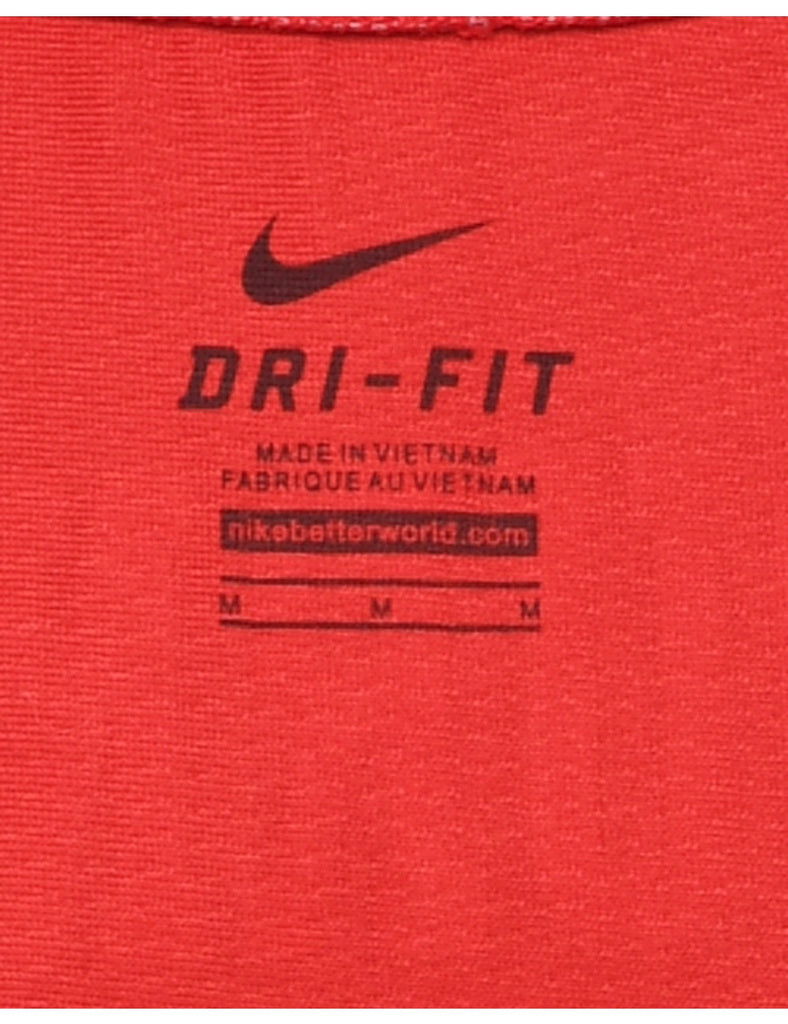 DRI-FIT
MADE IN VIETNAM
FABRIQUE AU VIETNAM
nikebetterworld.com
M M M